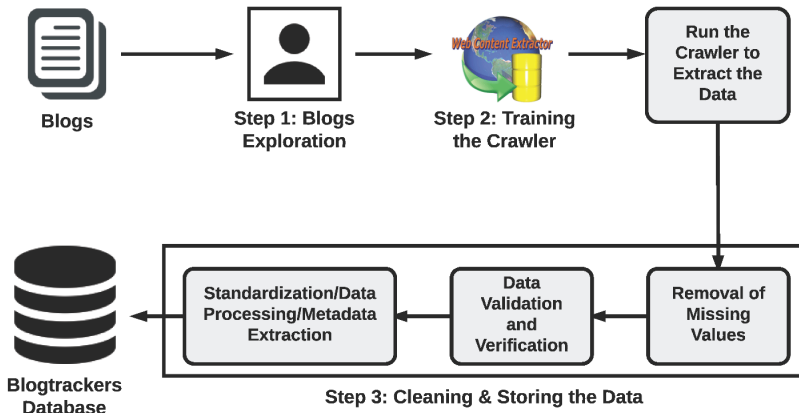 Blogs
Step 1: Blogs
Exploration
Web Content Extractor
Step 2: Training
the Crawler
Run the
Crawler to
Extract the
Data
Removal of
Missing
Values
Data
Validation
and
Verification
Standardization/Data
Processing/Metadata
Extraction
Blogtrackers
Database
Step 3: Cleaning & Storing the Data